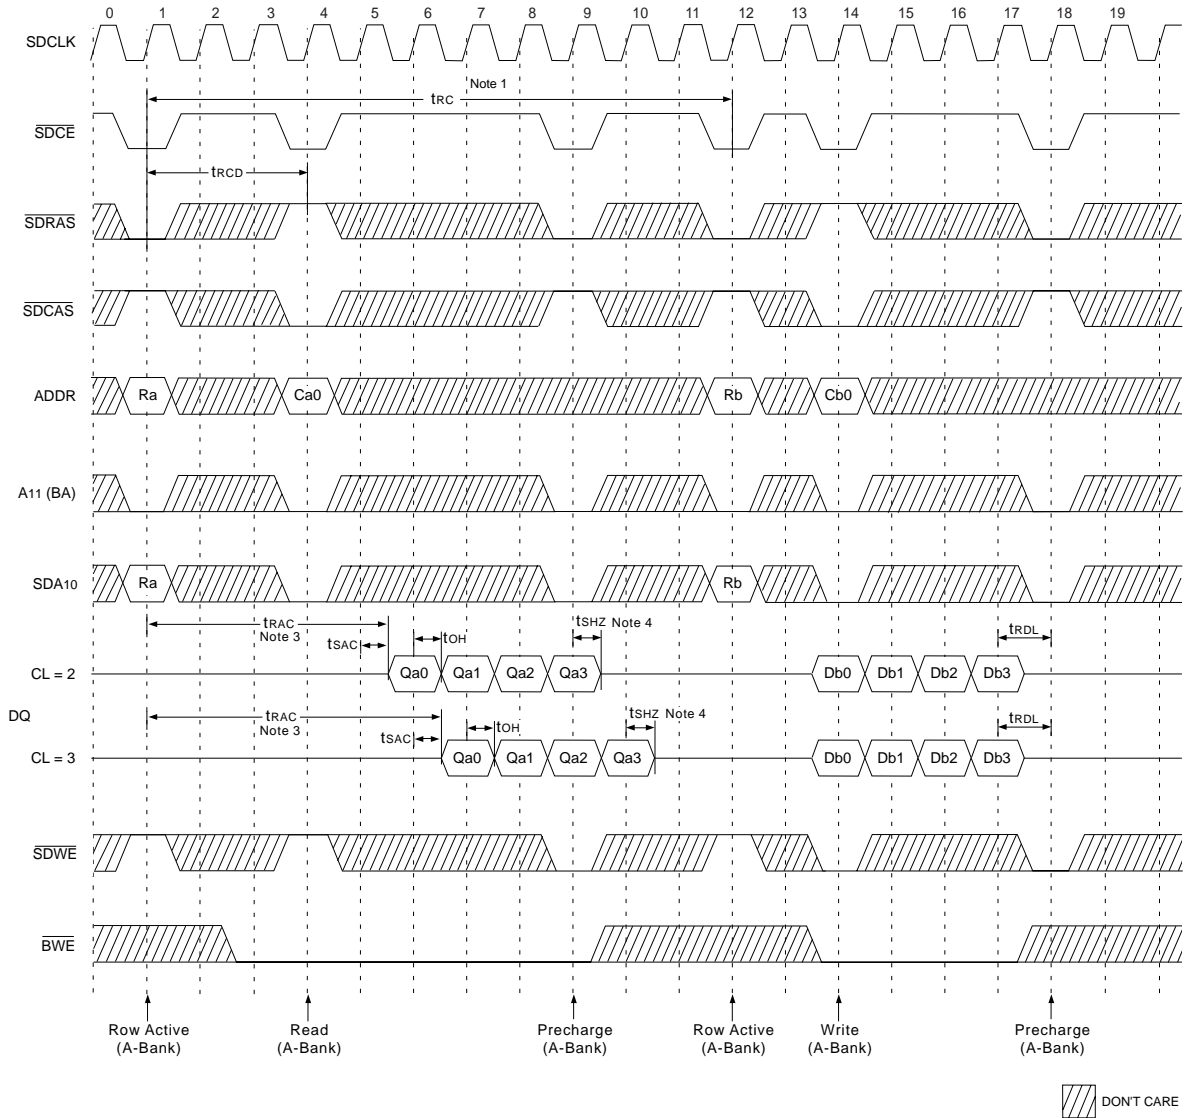 0 1 2 3 4 5 6 7 8 9 10 11 12 13 14 15 16 17 18 19
SDCLK
Note 1
tRC
SDCE
tRCD
SDRAS
SDCAS
ADDR Ra Ca0 Rb Cb0
A11 (BA)
SDA10 Ra Rb
tRAC tSHZ Note 4 tRDL
Note 3 tSAC tOH
CL = 2 Qa0 Qa1 Qa2 Qa3 Db0 Db1 Db2 Db3
DQ
tRAC tSHZ Note 4 tRDL
Note 3 tSAC tOH
CL = 3 Qa0 Qa1 Qa2 Qa3 Db0 Db1 Db2 Db3
SDWE
BWE
Row Active Read Precharge Row Active Write Precharge
(A-Bank) (A-Bank) (A-Bank) (A-Bank) (A-Bank) (A-Bank)
DON'T CARE